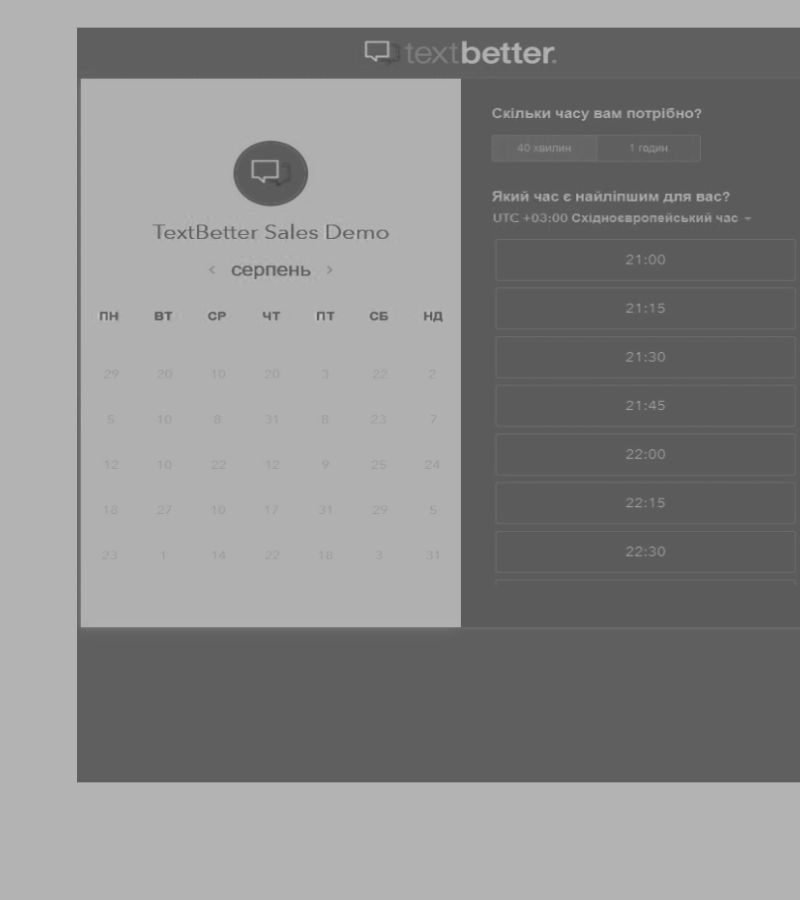 textbetter.
TextBetter Sales Demo
‹ серпень ›
ПН ВТ СР ЧТ ПТ СБ НД
29 20 10 20 3 22 2
5 10 8 31 8 23 7
12 10 22 12 9 25 24
18 27 10 17 31 29 5
23 1 14 22 18 3 31
Скільки часу вам потрібно?
40 хвилин 1 годин
Який час є найліпшим для вас?
UTC +03:00 Східноєвропейський час
21:00
21:15
21:30
21:45
22:00
22:15
22:30